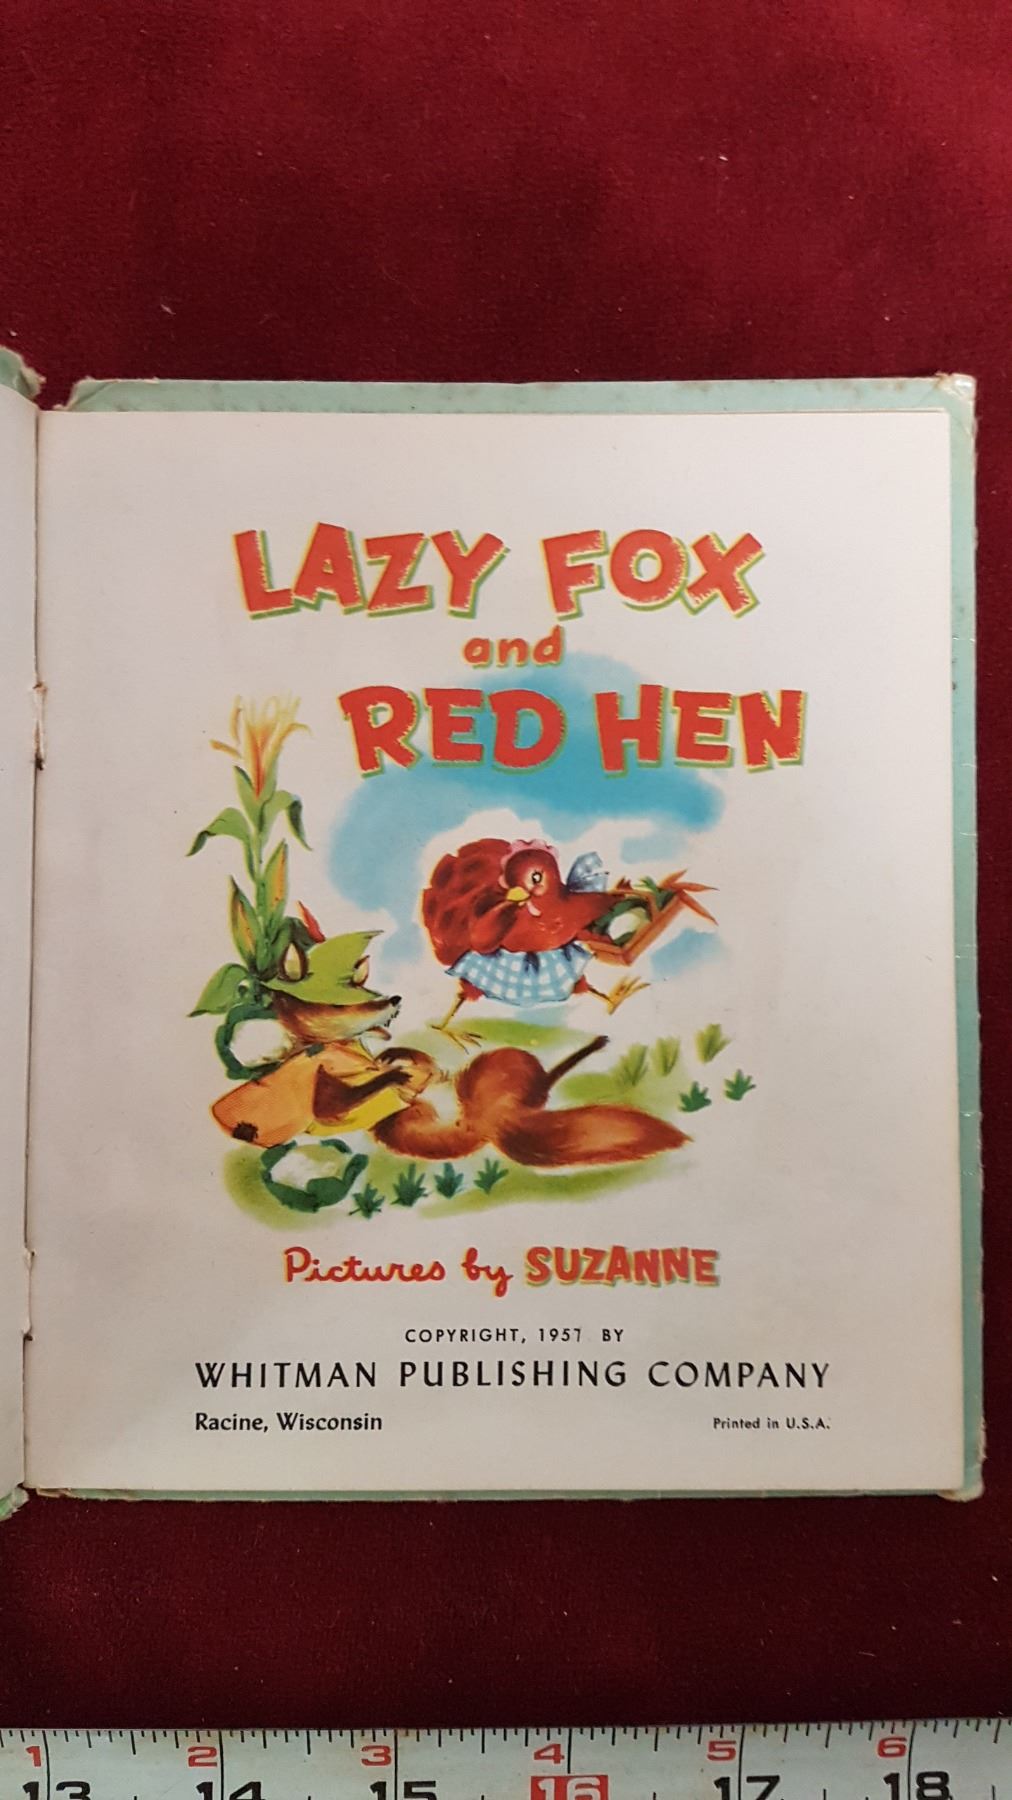 LAZY FOX
and
RED HEN
Pictures by SUZANNE
COPYRIGHT, 1957 BY
WHITMAN PUBLISHING COMPANY
Racine, Wisconsin Printed in U.S.A.
1 2 3 4 5 6
13 14 15 16 17 18